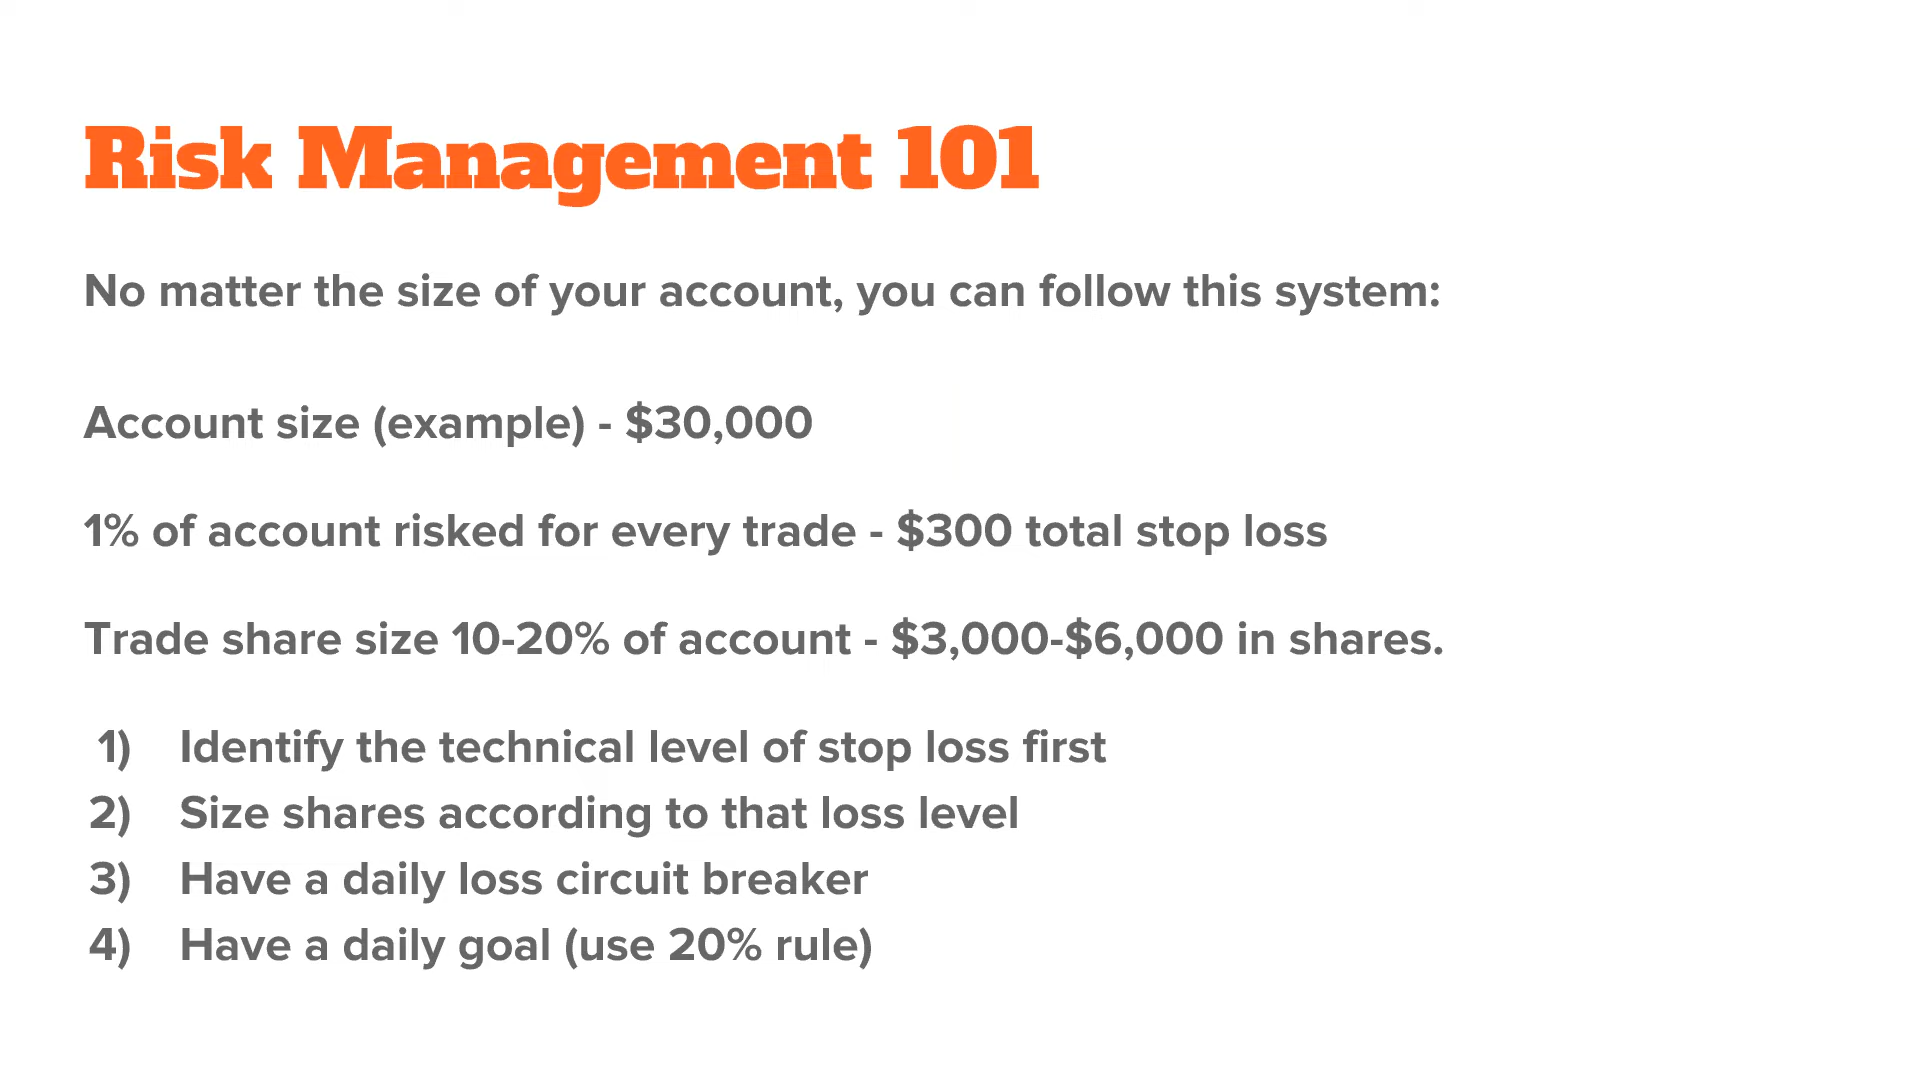 Risk Management 101
No matter the size of your account, you can follow this system:
Account size (example) - $30,000
1% of account risked for every trade - $300 total stop loss
Trade share size 10-20% of account - $3,000-$6,000 in shares.
1) Identify the technical level of stop loss first
2) Size shares according to that loss level
3) Have a daily loss circuit breaker
4) Have a daily goal (use 20% rule)